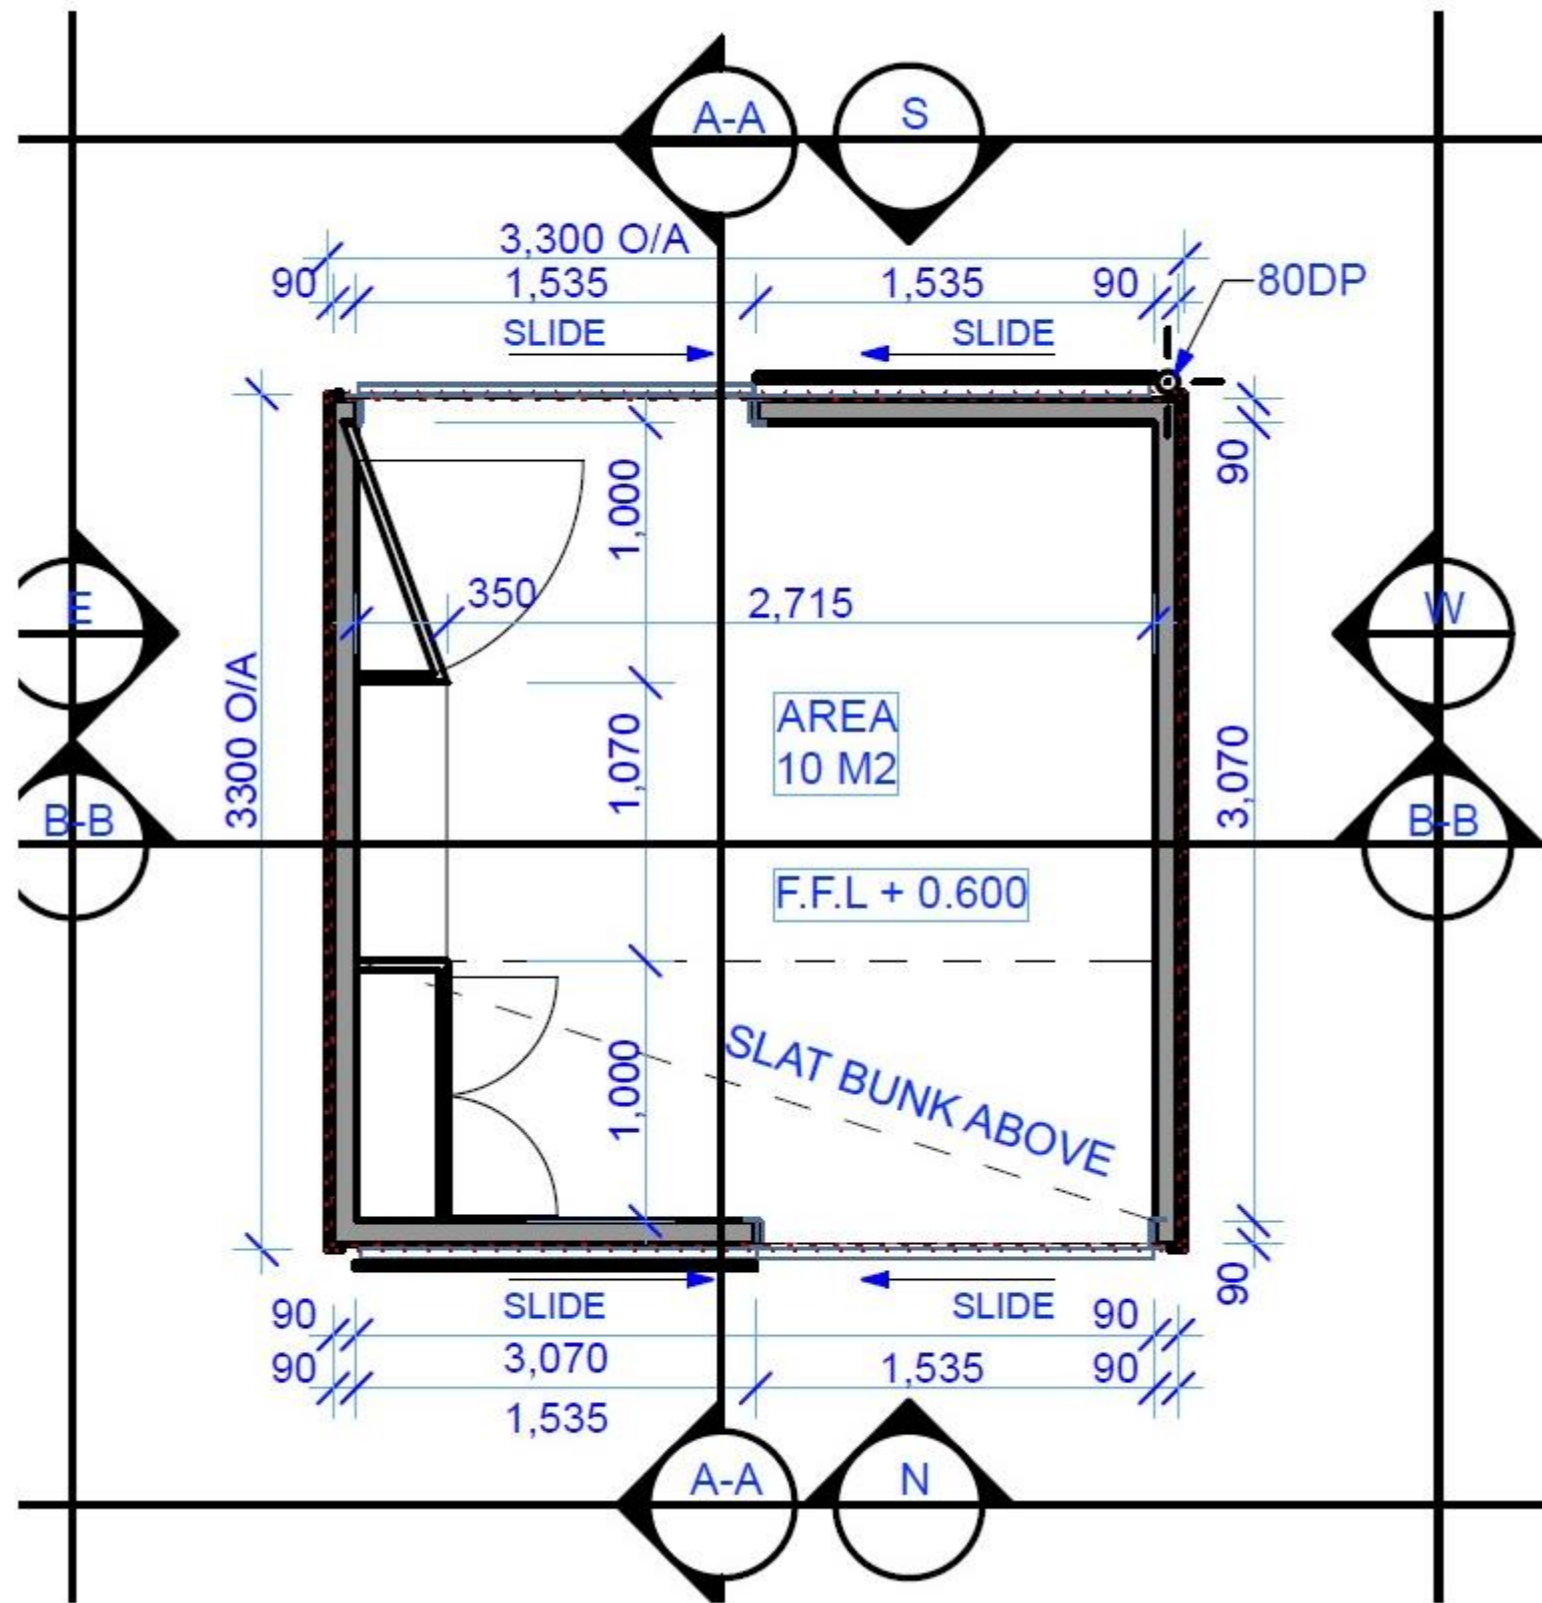 A-A
S
3,300 O/A
90
1,535
1,535
90
80DP
SLIDE
SLIDE
90
1,000
350
2,715
E
W
3300 O/A
AREA
10 M2
1,070
3,070
B-B
B-B
F.F.L + 0.600
1,000
SLAT BUNK ABOVE
90
SLIDE
SLIDE
90
90
3,070
90
1,535
90
1,535
A-A
N